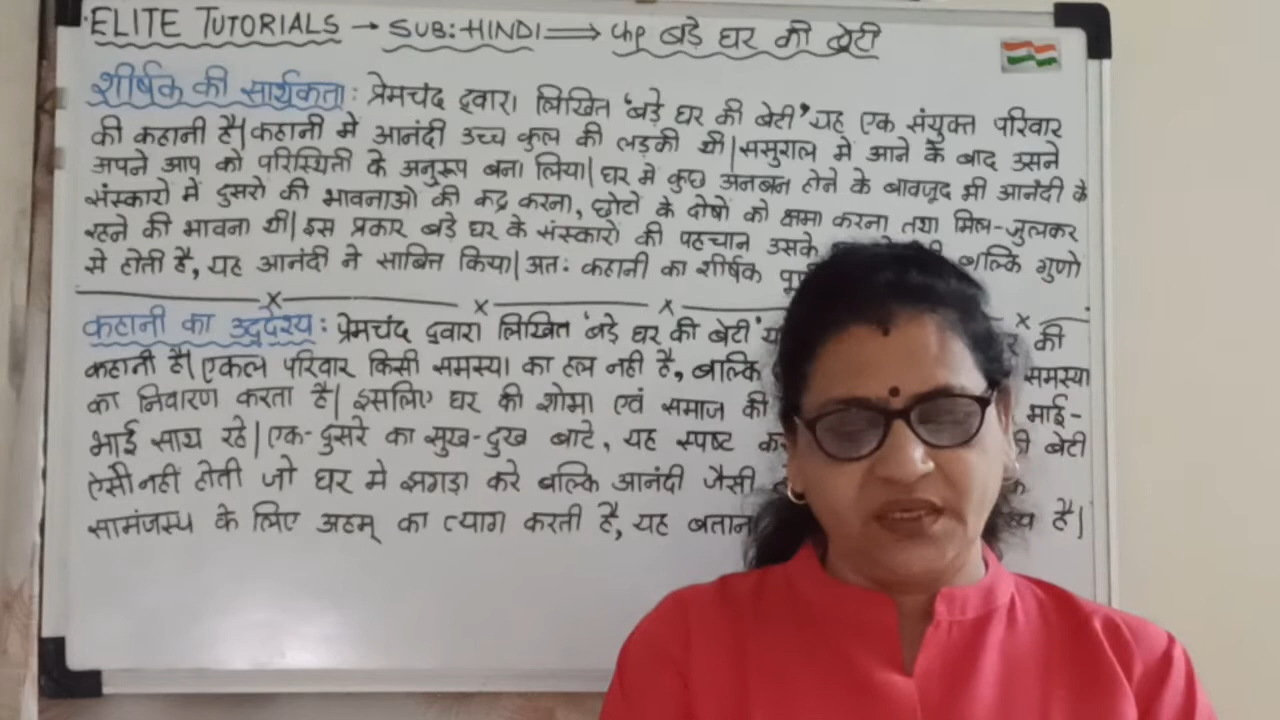 ELITE TUTORIALS → SUB:-HINDI ⟹ Chp बड़े घर की बेटी
शीर्षक की सार्थकता: प्रेमचंद द्वारा लिखित 'बड़े घर की बेटी' यह एक संयुक्त परिवार
की कहानी है। कहानी मे आनंदी उच्च कुल की लड़की थी। ससुराल मे आने के बाद उसने
अपने आप को परिस्थिती के अनुरूप बना लिया। घर मे कुछ अनबन होने के बावजूद भी आनंदी के
संस्कारों में दुसरो की भावनाओ की कद्र करना, छोटो के दोषो को क्षमा करना तथा मिल-जुलकर
रहने की भावना थी। इस प्रकार बड़े घर के संस्कारो की पहचान उसके बल्कि गुणो
से होती है, यह आनंदी ने साबित किया। अतः कहानी का शीर्षक
कहानी का उद्देश्य: प्रेमचंद द्वारा लिखित 'बड़े घर की बेटी' की
कहानी है। एकल परिवार किसी समस्या का हल नही है, बल्कि समस्या
का निवारण करता है। इसलिए घर की शोभा एवं समाज की भाई-
भाई साथ रहे। एक-दुसरे का सुख-दुख बाटे, यह स्पष्ट बेटी
ऐसी नही होती जो घर मे झगड़ा करे बल्कि आनंदी जैसी
सामंजस्य के लिए अहम् का त्याग करती है, यह है।